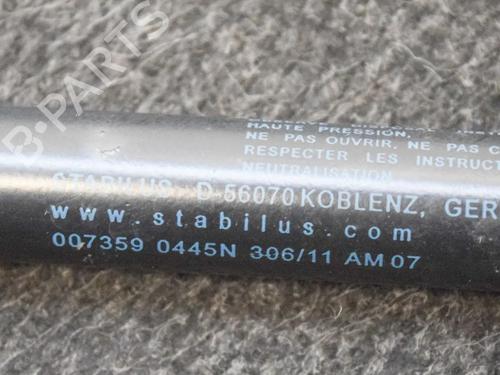 B-PARTS
HAUTE PRESSION.
NE PAS OUVRIR. NE PAS C
RESPECTER LES INSTRUCT
NEUTRALISATION
STABILUS D-56070 KOBLENZ, GER
www.stabilus.com
007359 0445N 306/11 AM 07